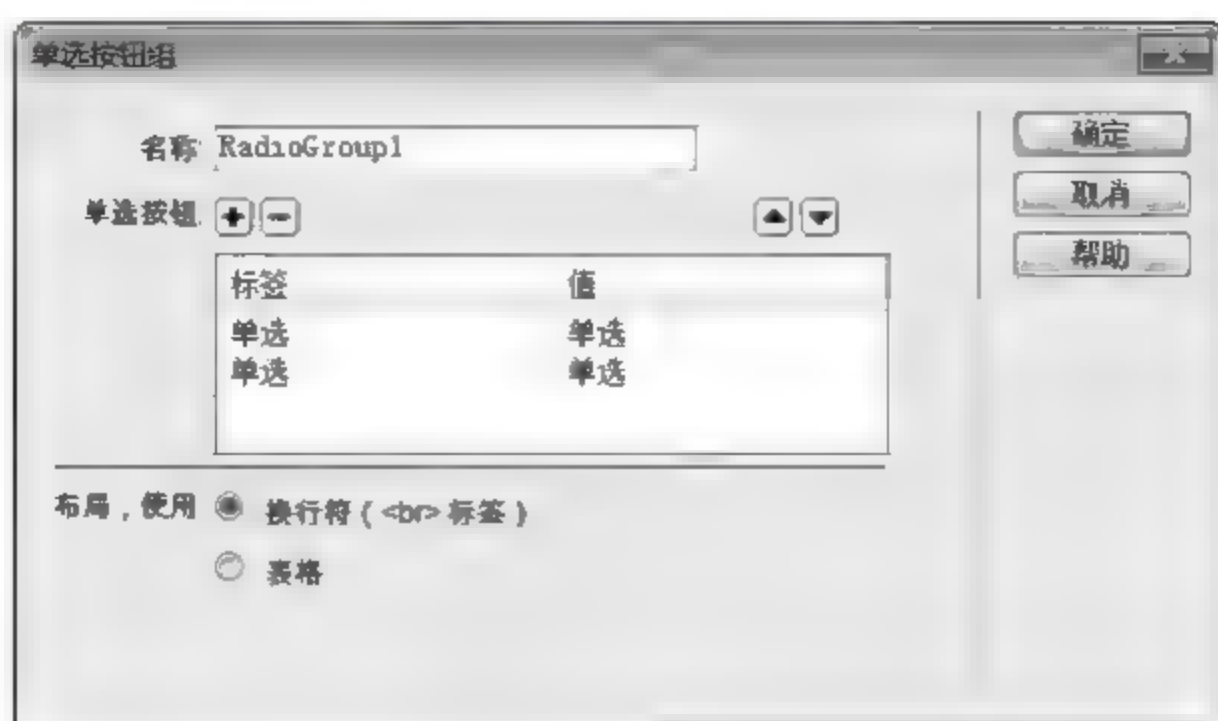 单选按钮组
名称: RadioGroup1
确定
取消
单选按钮:
帮助
标签 值
单选 单选
单选 单选
布局，使用: 换行符 ( <br> 标签 )
表格